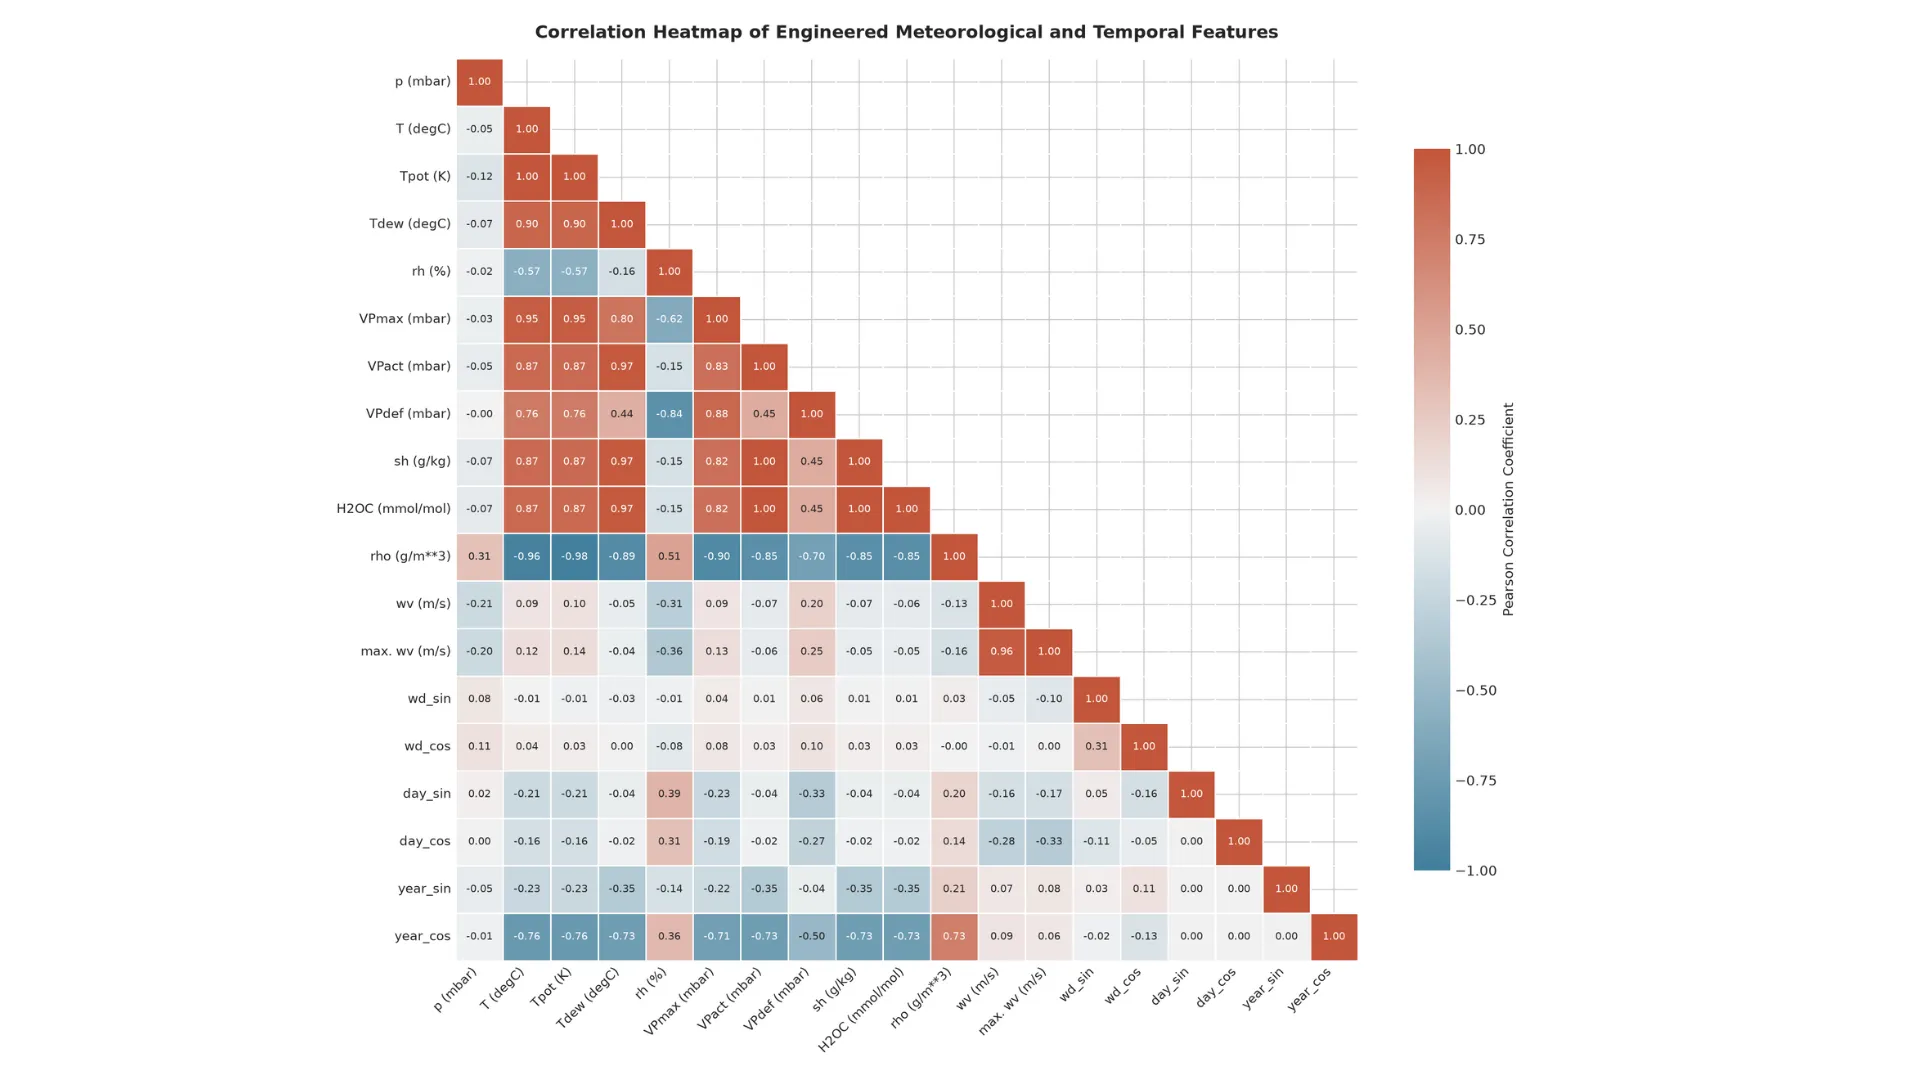 Correlation Heatmap of Engineered Meteorological and Temporal Features
p (mbar) 1.00
T (degC) -0.05 1.00
Tpot (K) -0.12 1.00 1.00
Tdew (degC) -0.07 0.90 0.90 1.00
rh (%) -0.02 -0.57 -0.57 -0.16 1.00
VPmax (mbar) -0.03 0.95 0.95 0.80 -0.62 1.00
VPact (mbar) -0.05 0.87 0.87 0.97 -0.15 0.83 1.00
VPdef (mbar) -0.00 0.76 0.76 0.44 -0.84 0.88 0.45 1.00
sh (g/kg) -0.07 0.87 0.87 0.97 -0.15 0.82 1.00 0.45 1.00
H2OC (mmol/mol) -0.07 0.87 0.87 0.97 -0.15 0.82 1.00 0.45 1.00 1.00
rho (g/m**3) 0.31 -0.96 -0.98 -0.89 0.51 -0.90 -0.85 -0.70 -0.85 -0.85 1.00
wv (m/s) -0.21 0.09 0.10 -0.05 -0.31 0.09 -0.07 0.20 -0.07 -0.06 -0.13 1.00
max. wv (m/s) -0.20 0.12 0.14 -0.04 -0.36 0.13 -0.06 0.25 -0.05 -0.05 -0.16 0.96 1.00
wd_sin 0.08 -0.01 -0.01 -0.03 -0.01 0.04 0.01 0.06 0.01 0.01 0.03 -0.05 -0.10 1.00
wd_cos 0.11 0.04 0.03 0.00 -0.08 0.08 0.03 0.10 0.03 0.03 -0.00 -0.01 0.00 0.31 1.00
day_sin 0.02 -0.21 -0.21 -0.04 0.39 -0.23 -0.04 -0.33 -0.04 -0.04 0.20 -0.16 -0.17 0.05 -0.16 1.00
day_cos 0.00 -0.16 -0.16 -0.02 0.31 -0.19 -0.02 -0.27 -0.02 -0.02 0.14 -0.28 -0.33 -0.11 -0.05 0.00 1.00
year_sin -0.05 -0.23 -0.23 -0.35 -0.14 -0.22 -0.35 -0.04 -0.35 -0.35 0.21 0.07 0.08 0.03 0.11 0.00 0.00 1.00
year_cos -0.01 -0.76 -0.76 -0.73 0.36 -0.71 -0.73 -0.50 -0.73 -0.73 0.73 0.09 0.06 -0.02 -0.13 0.00 0.00 0.00 1.00
p (mbar)
T (degC)
Tpot (K)
Tdew (degC)
rh (%)
VPmax (mbar)
VPact (mbar)
VPdef (mbar)
sh (g/kg)
H2OC (mmol/mol)
rho (g/m**3)
wv (m/s)
max. wv (m/s)
wd_sin
wd_cos
day_sin
day_cos
year_sin
year_cos
1.00
0.75
0.50
0.25
0.00
−0.25
−0.50
−0.75
−1.00
Pearson Correlation Coefficient